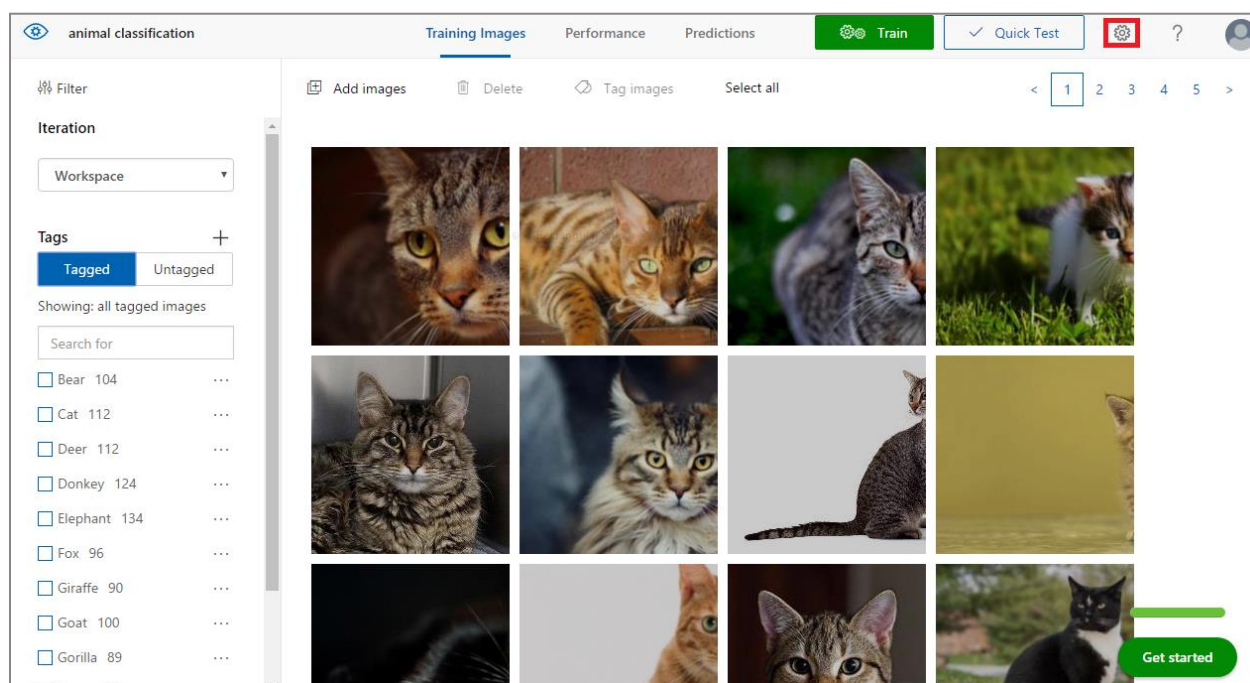 animal classification
Training Images
Performance
Predictions
Train
Quick Test
?
Filter
Add images
Delete
Tag images
Select all
< 1 2 3 4 5 >
Iteration
Workspace
Tags +
Tagged
Untagged
Showing: all tagged images
Search for
Bear 104 ...
Cat 112 ...
Deer 112 ...
Donkey 124 ...
Elephant 134 ...
Fox 96 ...
Giraffe 90 ...
Goat 100 ...
Gorilla 89 ...
Get started